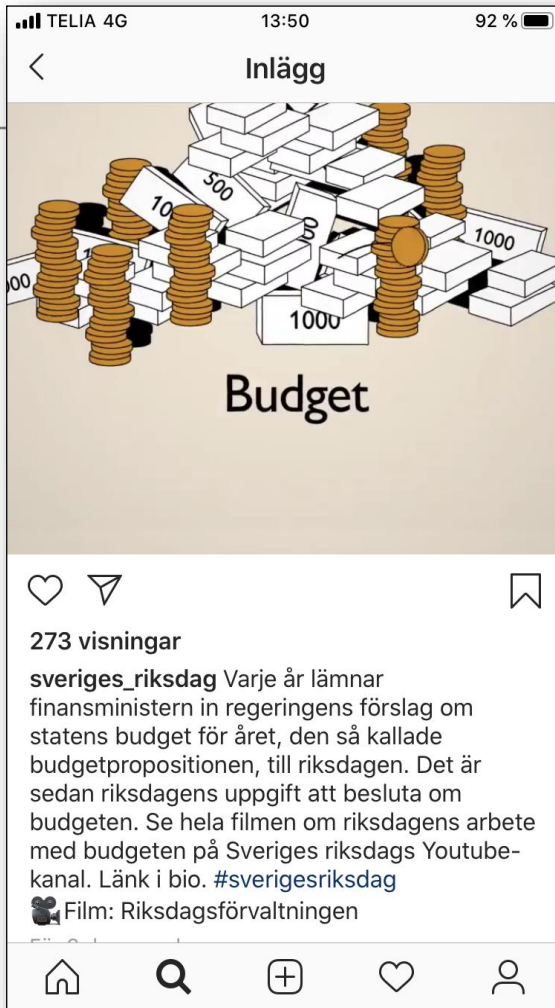 TELIA 4G 13:50 92 %
Inlägg
500
10
1000
00
1000
Budget
273 visningar
sveriges_riksdag Varje år lämnar
finansministern in regeringens förslag om
statens budget för året, den så kallade
budgetpropositionen, till riksdagen. Det är
sedan riksdagens uppgift att besluta om
budgeten. Se hela filmen om riksdagens arbete
med budgeten på Sveriges riksdags Youtube-
kanal. Länk i bio. #sverigesriksdag
Film: Riksdagsförvaltningen